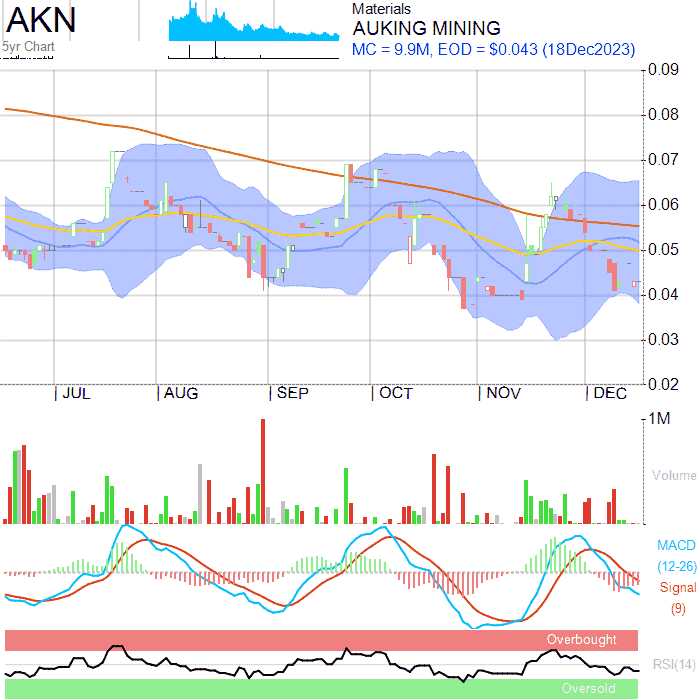 AKN
5yr Chart
Materials
AUKING MINING
MC = 9.9M, EOD = $0.043 (18Dec2023)
0.09
0.08
0.07
0.06
0.05
0.04
0.03
0.02
JUL AUG SEP OCT NOV DEC
1M
Volume
MACD
(12-26)
Signal
(9)
Overbought
RSI(14)
Oversold